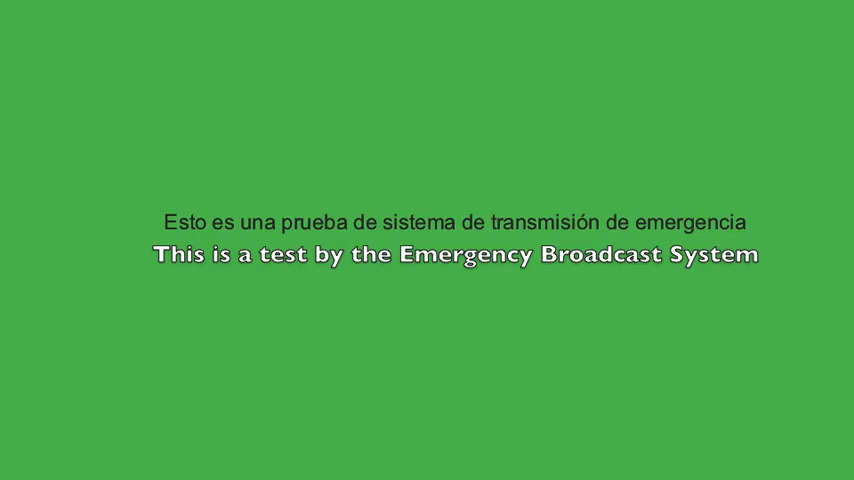 Esto es una prueba de sistema de transmisión de emergencia
This is a test by the Emergency Broadcast System